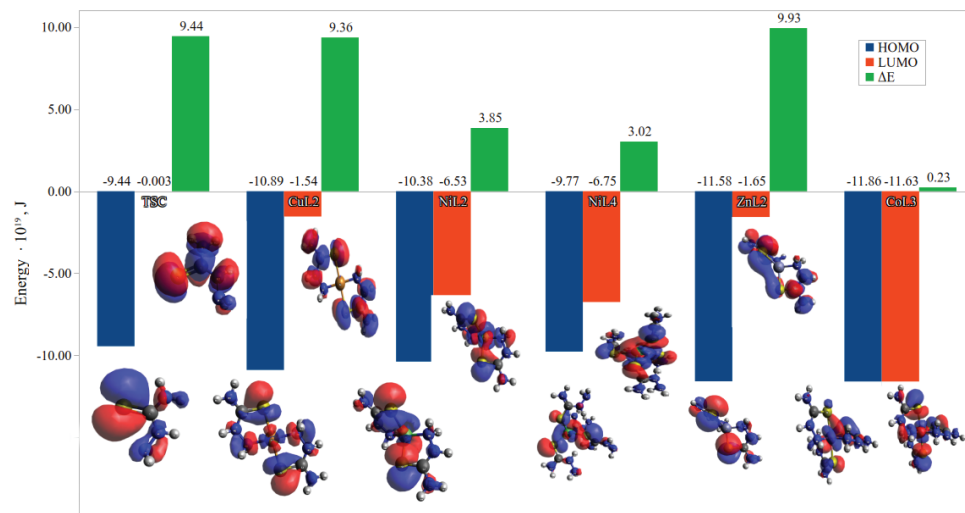 10.00
5.00
0.00
-5.00
-10.00
Energy · 10¹⁹, J
HOMO
LUMO
ΔE
-9.44 -0.003 9.44
TSC
-10.89 -1.54 9.36
CuL2
-10.38 -6.53 3.85
NiL2
-9.77 -6.75 3.02
NiL4
-11.58 -1.65 9.93
ZnL2
-11.86 -11.63 0.23
CoL3